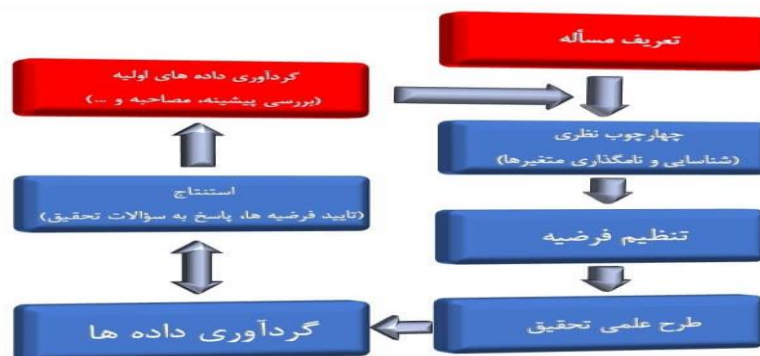 تعریف مسأله
گردآوری داده های اولیه
(بررسی پیشینه، مصاحبه و ...)
چهارچوب نظری
(شناسایی و نامگذاری متغیرها)
استنتاج
(تایید فرضیه ها، پاسخ به سؤالات تحقیق)
تنظیم فرضیه
طرح علمی تحقیق
گردآوری داده ها